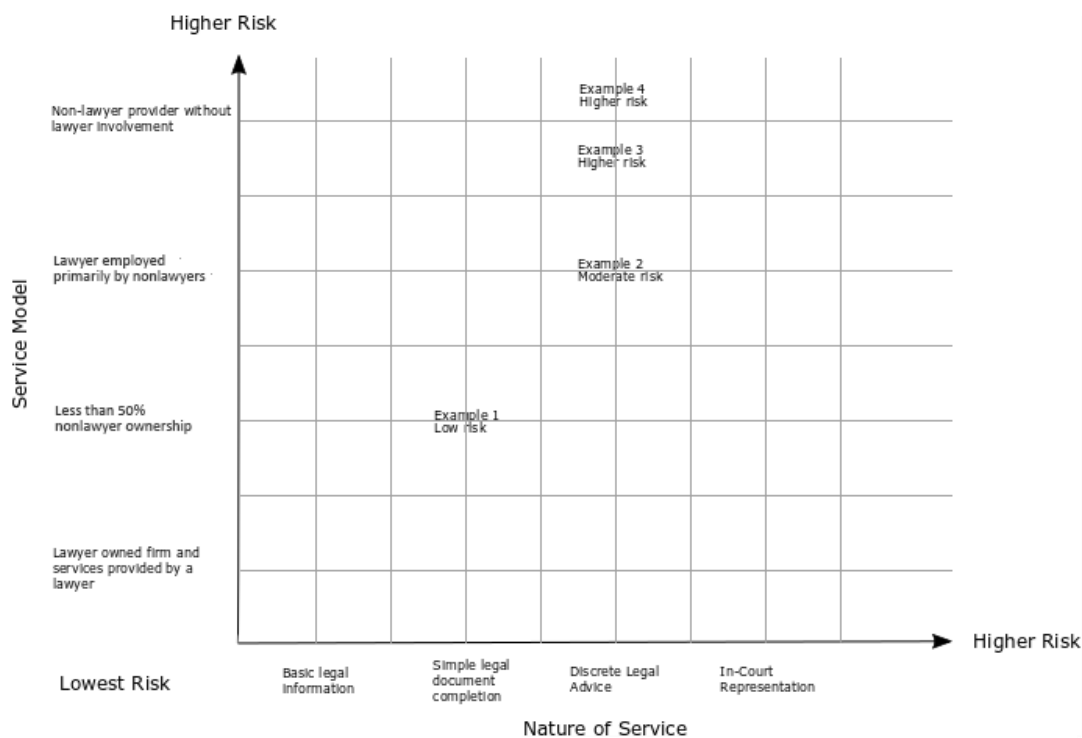 Higher Risk
Example 4
Higher risk
Non-lawyer provider without
lawyer involvement
Example 3
Higher risk
Lawyer employed
primarily by nonlawyers
Example 2
Moderate risk
Service Model
Less than 50%
nonlawyer ownership
Example 1
Low risk
Lawyer owned firm and
services provided by a
lawyer
Higher Risk
Lowest Risk
Basic legal
Information
Simple legal
document
completion
Discrete Legal
Advice
In-Court
Representation
Nature of Service